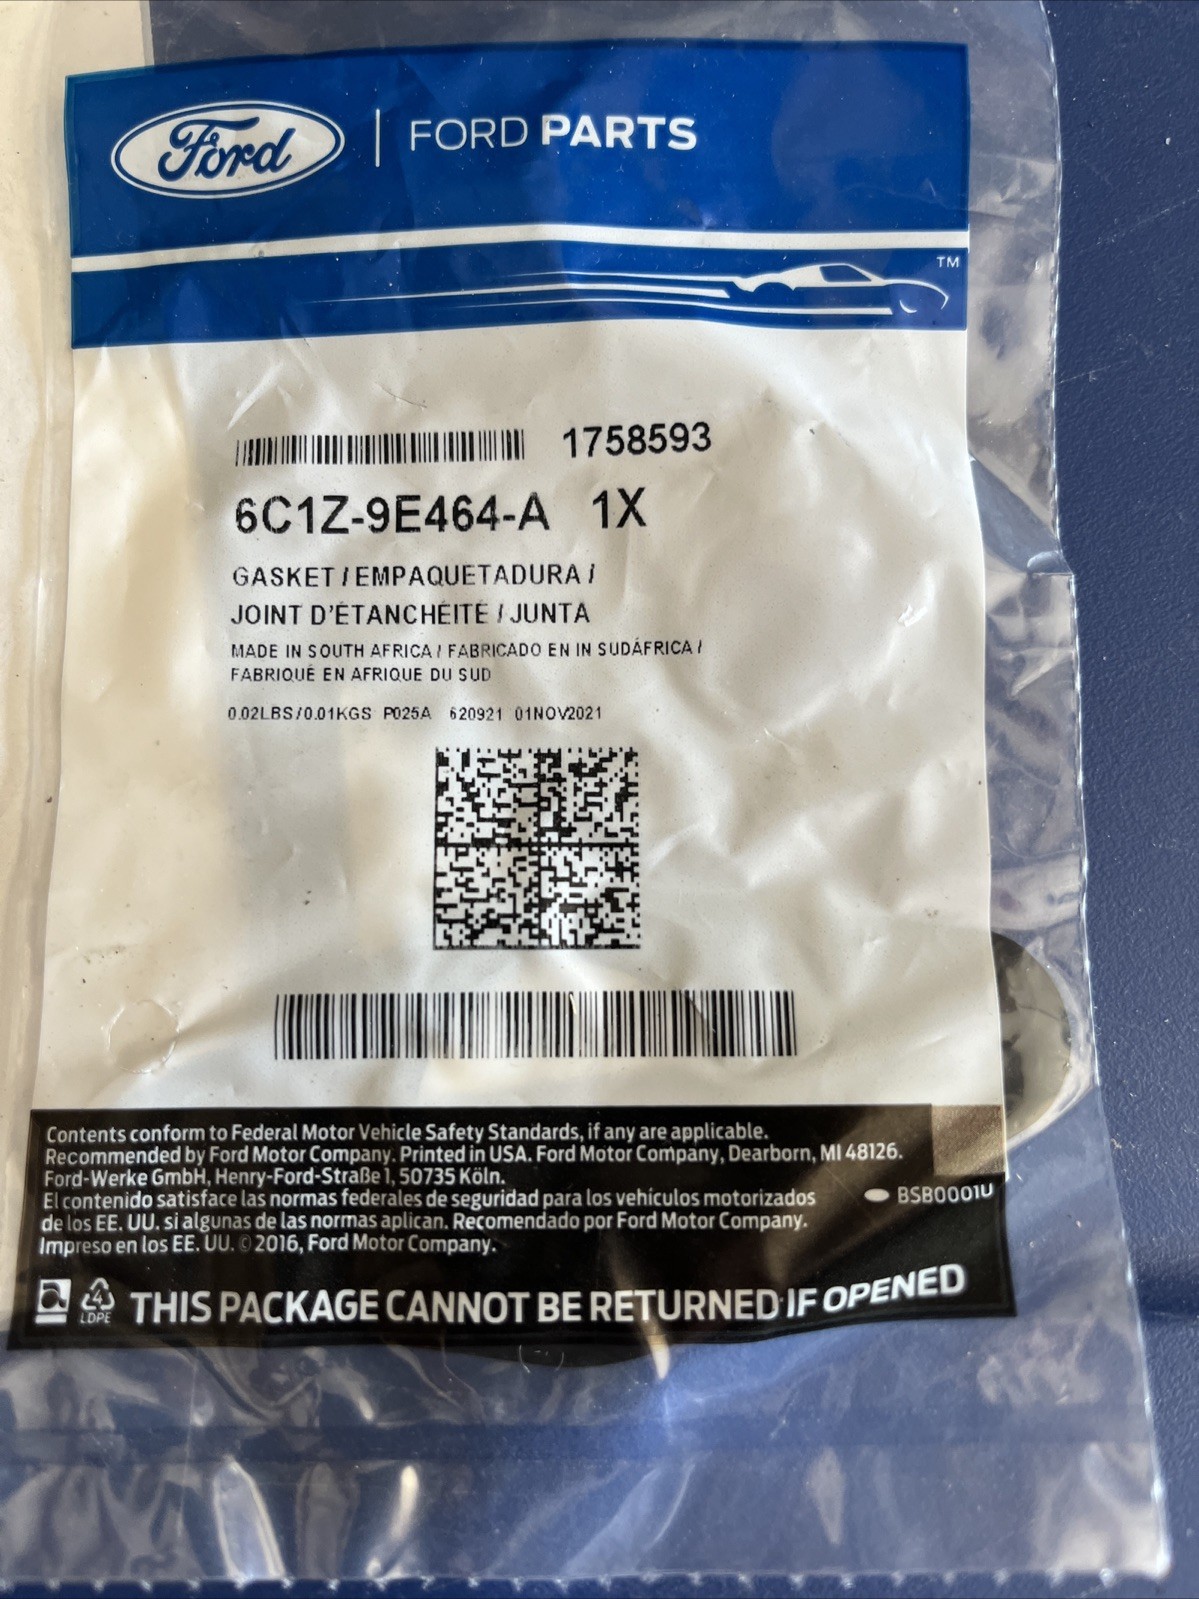 Ford | FORD PARTS
TM
1758593
6C1Z-9E464-A 1X
GASKET / EMPAQUETADURA /
JOINT D'ÉTANCHÉITÉ / JUNTA
MADE IN SOUTH AFRICA / FABRICADO EN IN SUDÁFRICA /
FABRIQUÉ EN AFRIQUE DU SUD
0.02LBS/0.01KGS P025A 620921 01NOV2021
Contents conform to Federal Motor Vehicle Safety Standards, if any are applicable.
Recommended by Ford Motor Company. Printed in USA. Ford Motor Company, Dearborn, MI 48126.
Ford-Werke GmbH, Henry-Ford-Straße 1, 50735 Köln.
El contenido satisface las normas federales de seguridad para los vehículos motorizados
de los EE. UU. si algunas de las normas aplican. Recomendado por Ford Motor Company.
Impreso en los EE. UU. © 2016, Ford Motor Company.
BSB0001U
4
LDPE
THIS PACKAGE CANNOT BE RETURNED IF OPENED